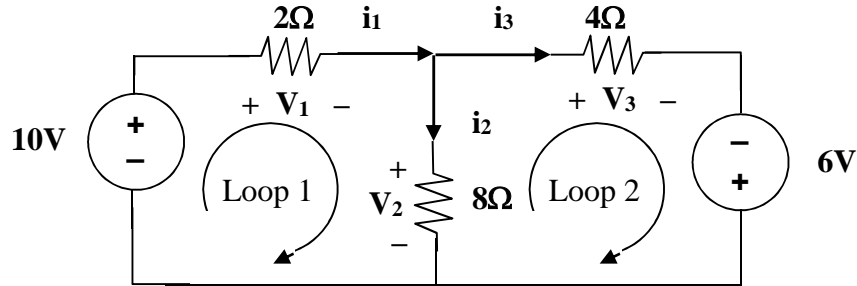 2Ω i₁ i₃ 4Ω
+ V₁ − + V₃ −
10V + − i₂ − + 6V
Loop 1 + V₂ − 8Ω Loop 2